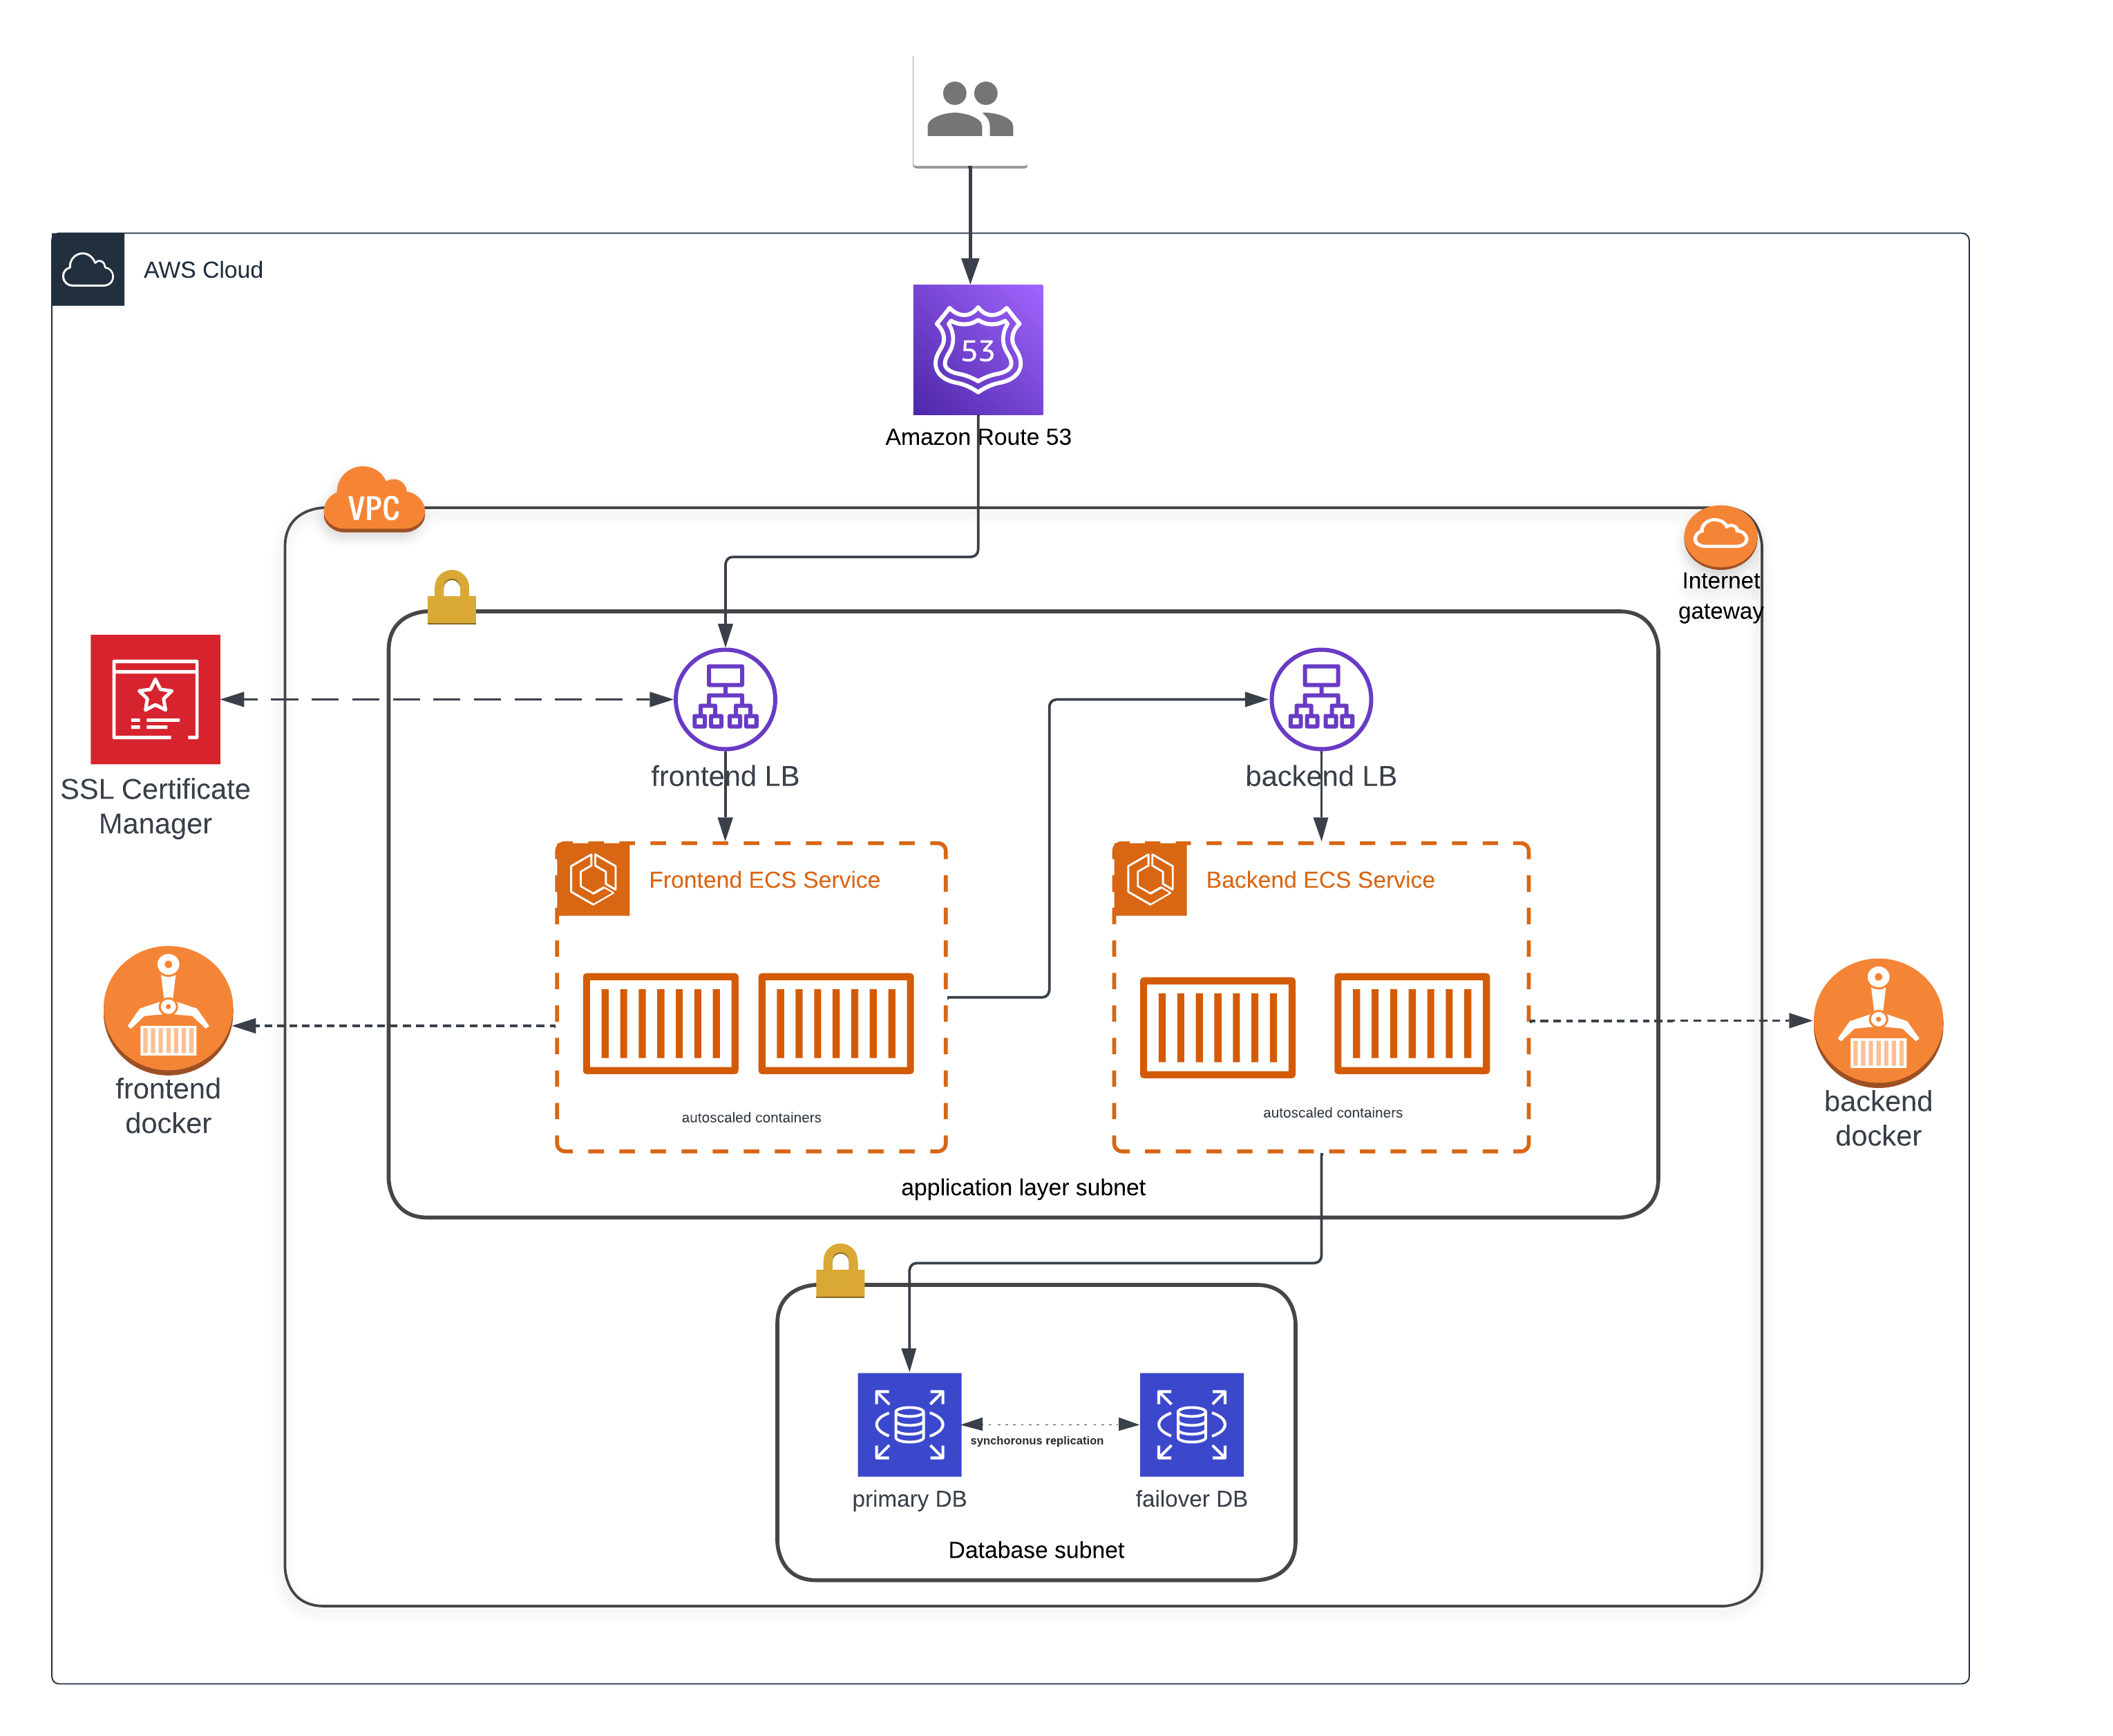 AWS Cloud
53
Amazon Route 53
VPC
Internet
gateway
SSL Certificate
Manager
frontend LB
backend LB
Frontend ECS Service
Backend ECS Service
frontend
docker
autoscaled containers
autoscaled containers
backend
docker
application layer subnet
synchoronus replication
primary DB
failover DB
Database subnet